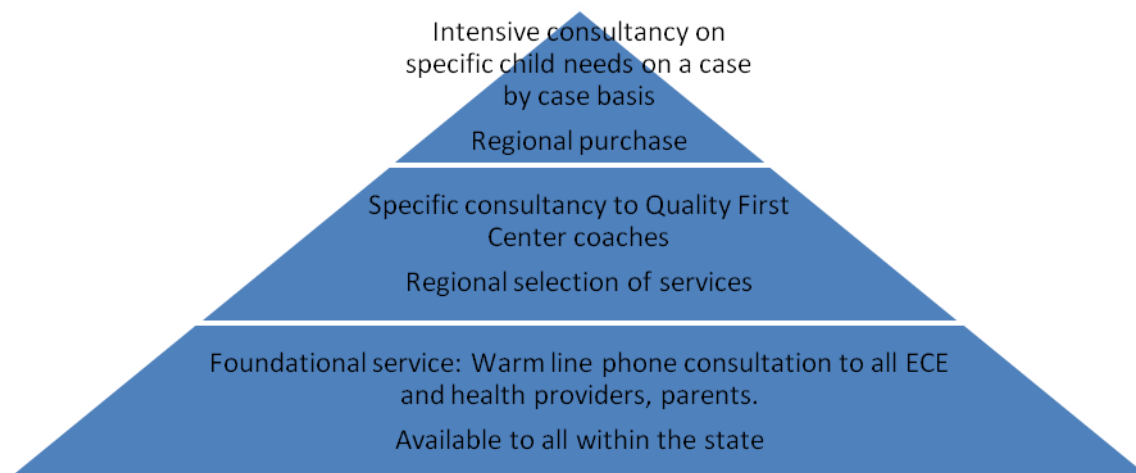 Intensive consultancy on
specific child needs on a case
by case basis
Regional purchase
Specific consultancy to Quality First
Center coaches
Regional selection of services
Foundational service: Warm line phone consultation to all ECE
and health providers, parents.
Available to all within the state